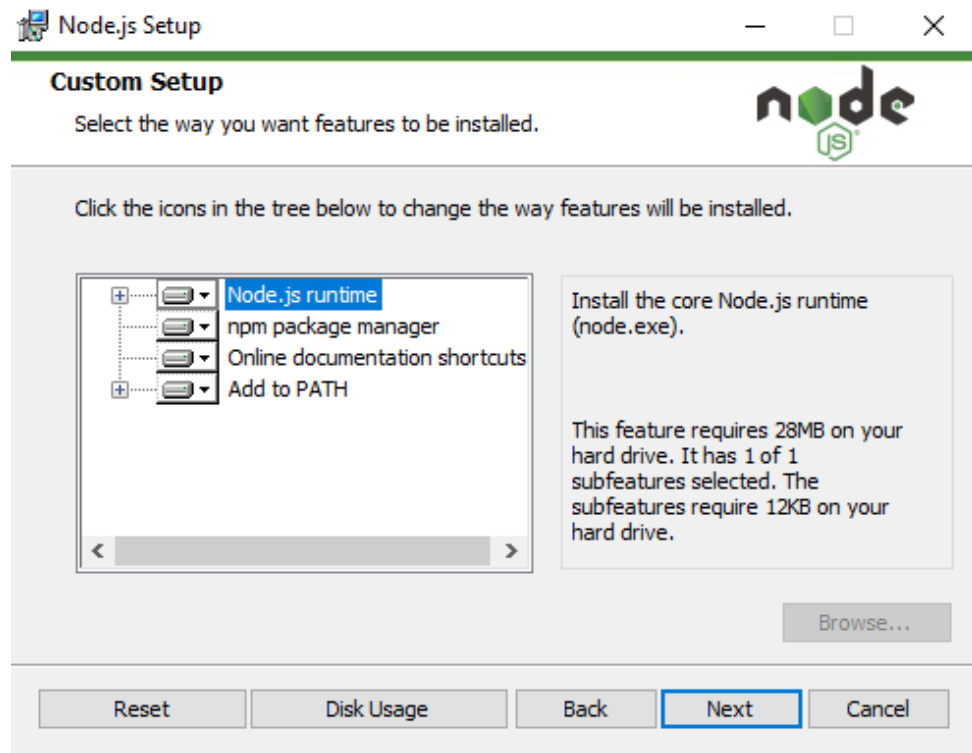 Node.js Setup
Custom Setup
Select the way you want features to be installed.
node
JS
Click the icons in the tree below to change the way features will be installed.
Node.js runtime
npm package manager
Online documentation shortcuts
Add to PATH
Install the core Node.js runtime
(node.exe).
This feature requires 28MB on your
hard drive. It has 1 of 1
subfeatures selected. The
subfeatures require 12KB on your
hard drive.
Browse...
Reset
Disk Usage
Back
Next
Cancel